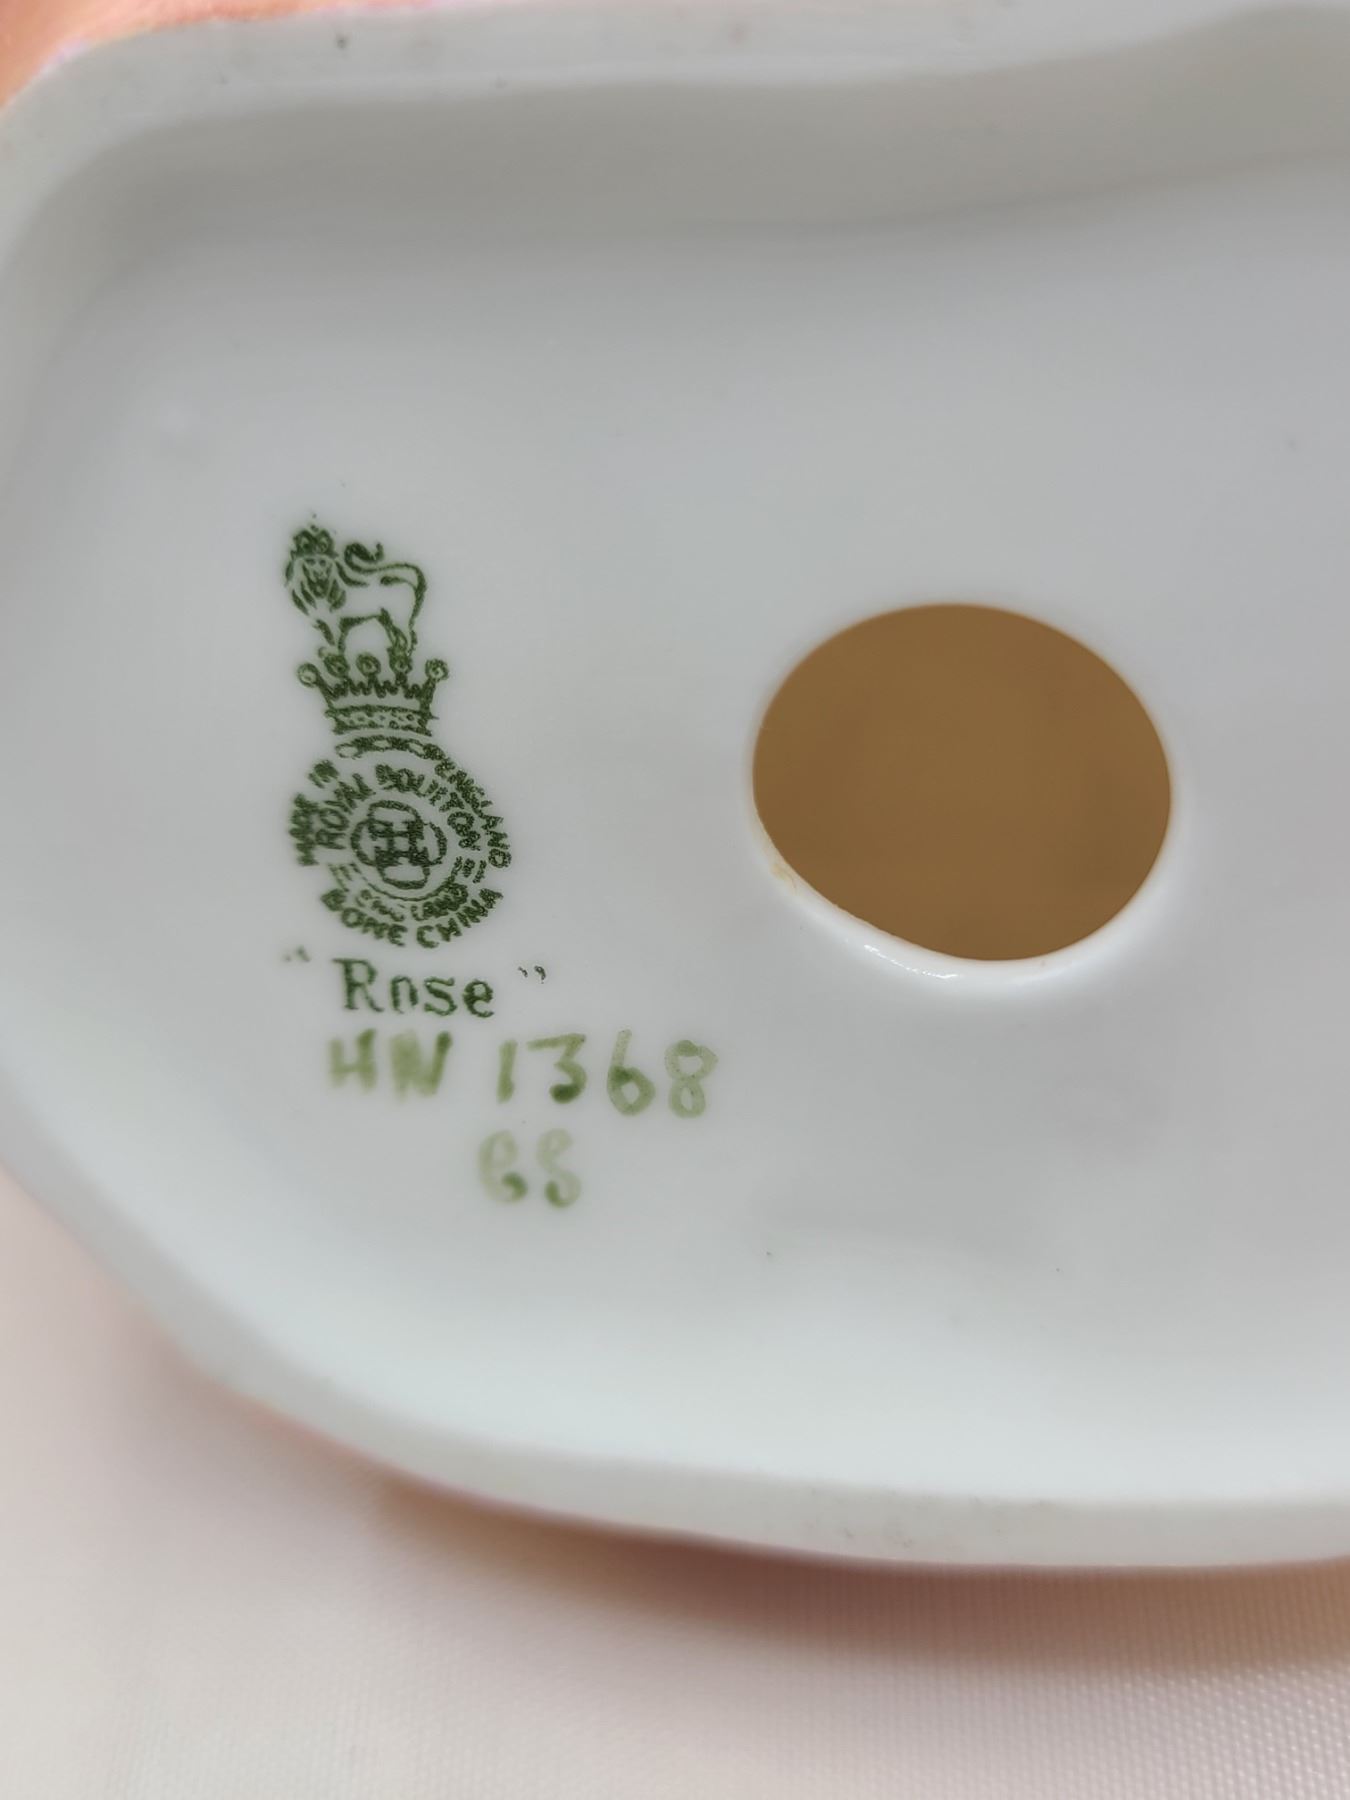 MADE IN ENGLAND
ROYAL DOULTON
ENGLAND
BONE CHINA
"Rose"
HN 1368